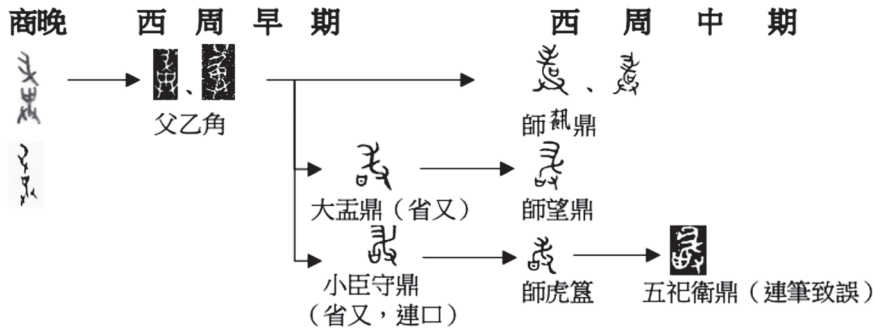 商晚 西周早期 西周中期
、 、
父乙角 師𩛥鼎
大盂鼎（省又） 師望鼎
小臣守鼎 師虎簋 五祀衛鼎（連筆致誤）
（省又，連口）